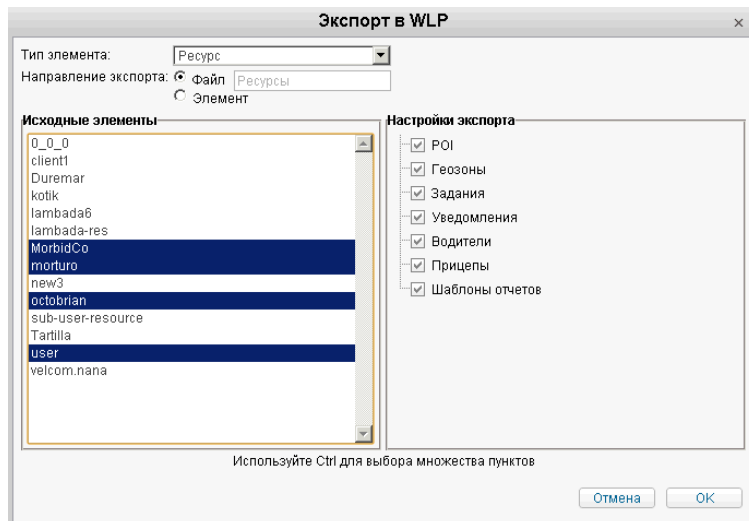 Экспорт в WLP
Тип элемента: Ресурс
Направление экспорта: Файл Ресурсы
Элемент
Исходные элементы
0_0_0
client1
Duremar
kotik
lambada6
lambada-res
MorbidCo
morturo
new3
octobrian
sub-user-resource
Tartilla
user
velcom.nana
Настройки экспорта
POI
Геозоны
Задания
Уведомления
Водители
Прицепы
Шаблоны отчетов
Используйте Ctrl для выбора множества пунктов
Отмена OK